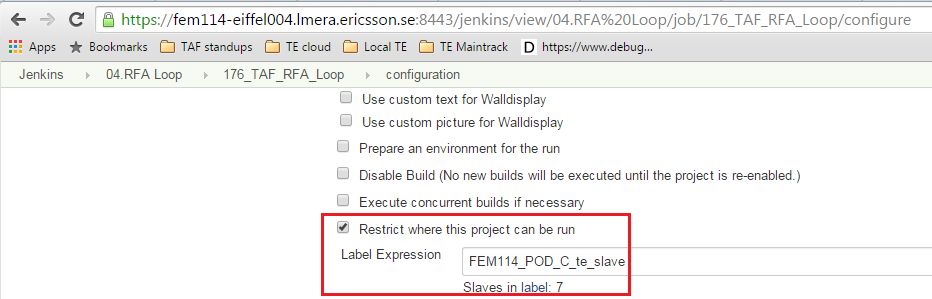 https://fem114-eiffel004.lmera.ericsson.se:8443/jenkins/view/04.RFA%20Loop/job/176_TAF_RFA_Loop/configure
Apps Bookmarks TAF standups TE cloud Local TE TE Maintrack D https://www.debug...
Jenkins 04.RFA Loop 176_TAF_RFA_Loop configuration
Use custom text for Walldisplay
Use custom picture for Walldisplay
Prepare an environment for the run
Disable Build (No new builds will be executed until the project is re-enabled.)
Execute concurrent builds if necessary
Restrict where this project can be run
Label Expression FEM114_POD_C_te_slave
Slaves in label: 7